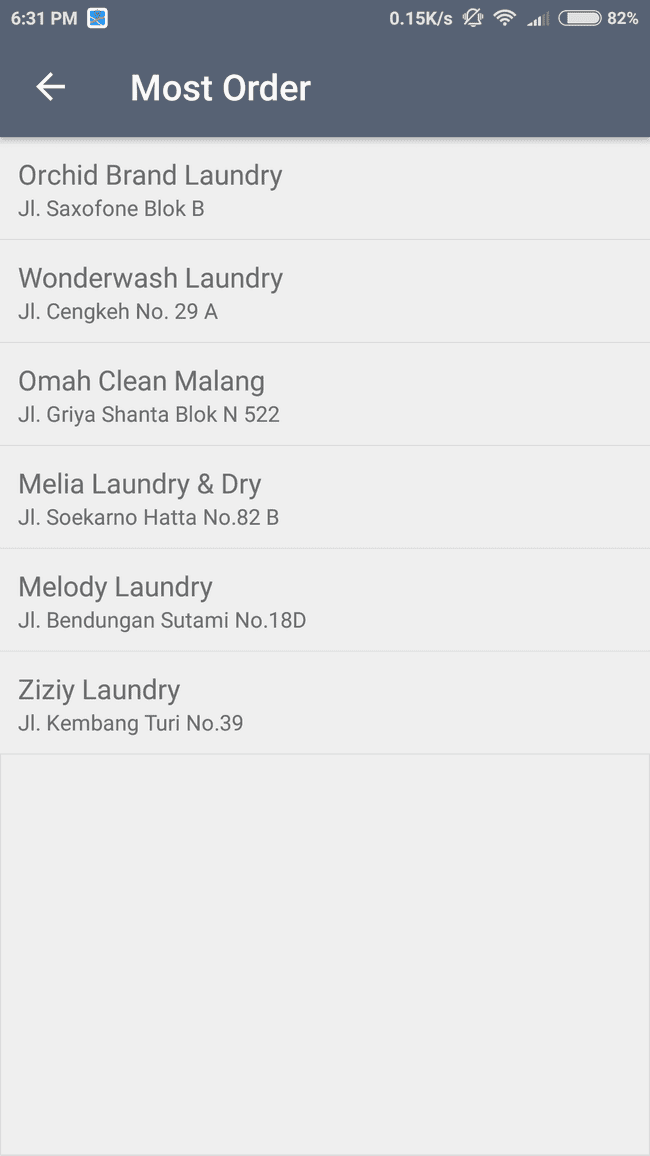 6:31 PM 0.15K/s 82%
Most Order
Orchid Brand Laundry
Jl. Saxofone Blok B
Wonderwash Laundry
Jl. Cengkeh No. 29 A
Omah Clean Malang
Jl. Griya Shanta Blok N 522
Melia Laundry & Dry
Jl. Soekarno Hatta No.82 B
Melody Laundry
Jl. Bendungan Sutami No.18D
Ziziy Laundry
Jl. Kembang Turi No.39